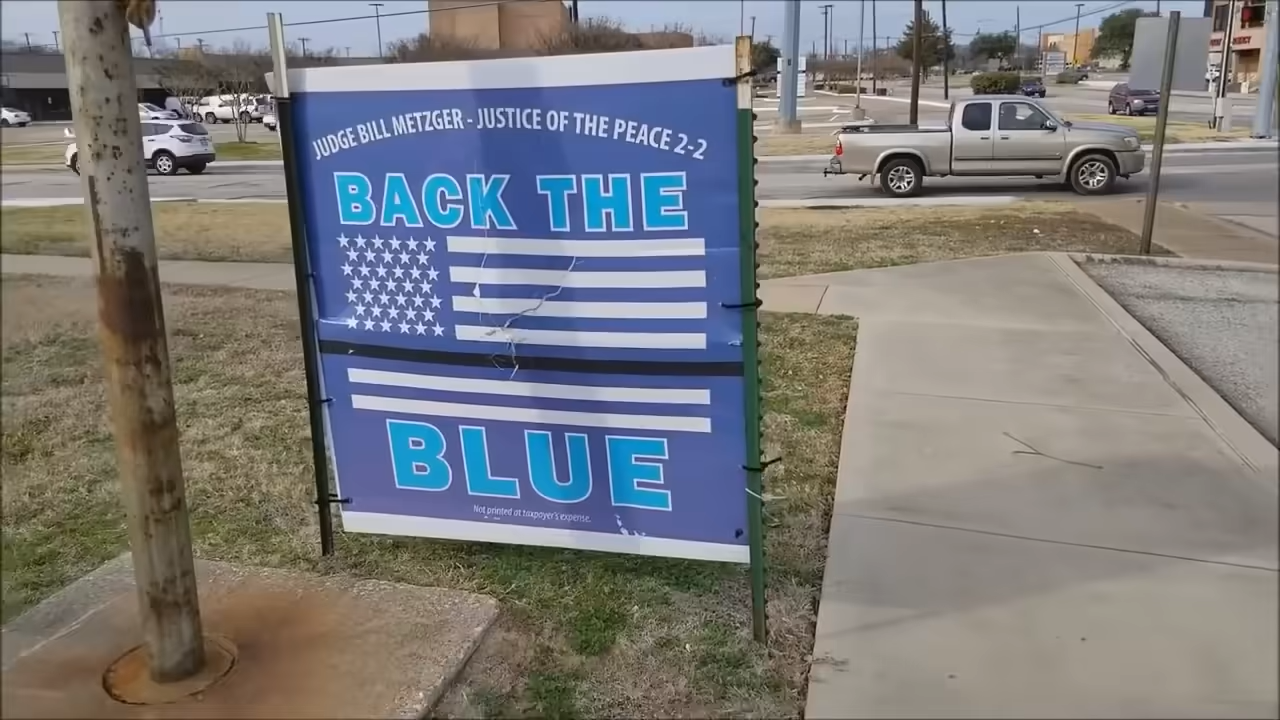 JUDGE BILL METZGER - JUSTICE OF THE PEACE 2-2
BACK THE
BLUE
Not printed at taxpayer's expense.